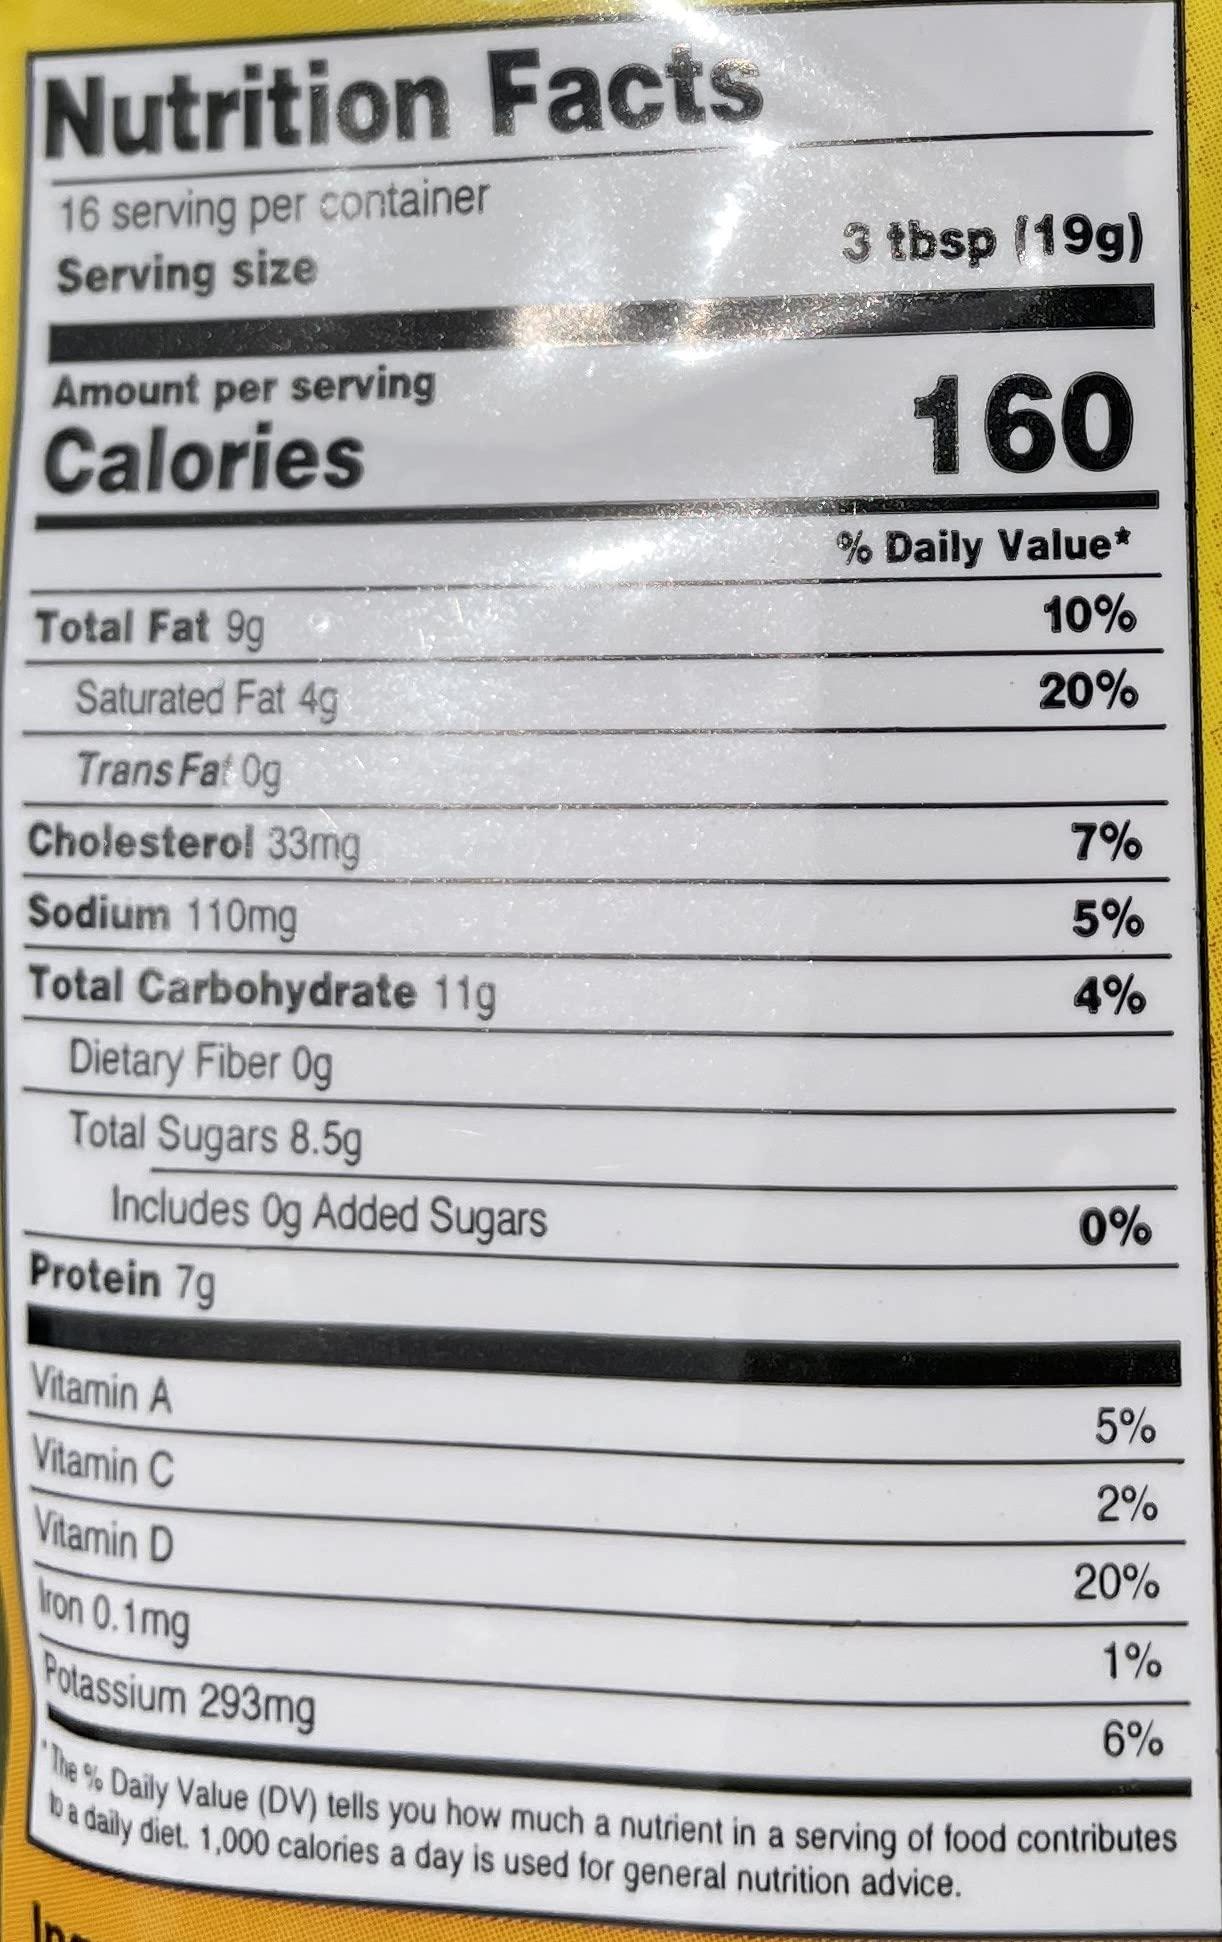 Nutrition Facts
16 serving per container
Serving size 3 tbsp (19g)
Amount per serving
Calories 160
% Daily Value*
Total Fat 9g 10%
Saturated Fat 4g 20%
Trans Fat 0g
Cholesterol 33mg 7%
Sodium 110mg 5%
Total Carbohydrate 11g 4%
Dietary Fiber 0g
Total Sugars 8.5g
Includes 0g Added Sugars 0%
Protein 7g
Vitamin A 5%
Vitamin C 2%
Vitamin D 20%
Iron 0.1mg 1%
Potassium 293mg 6%
*The % Daily Value (DV) tells you how much a nutrient in a serving of food contributes
to a daily diet. 1,000 calories a day is used for general nutrition advice.